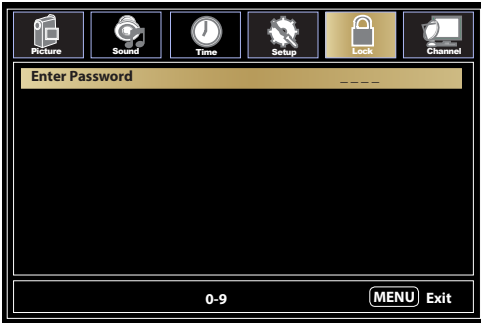 Picture Sound Time Setup Lock Channel
Enter Password _ _ _ _
0-9 MENU Exit